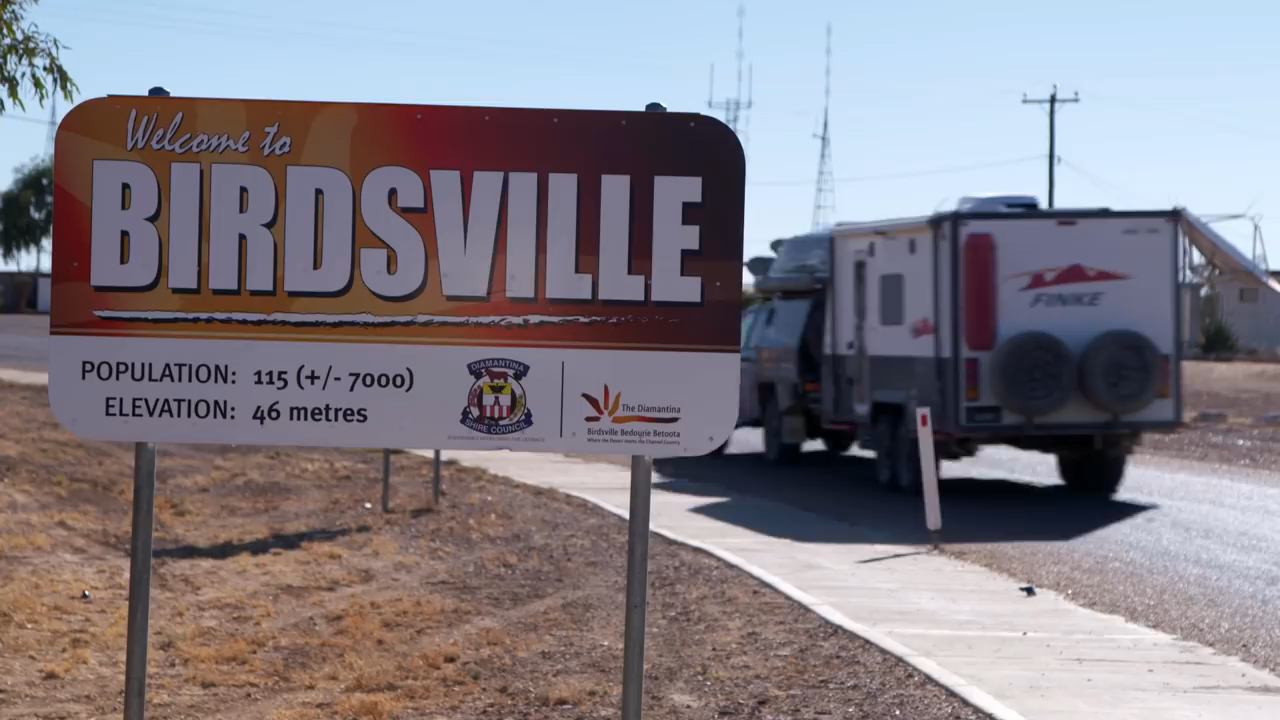 Welcome to
BIRDSVILLE
POPULATION: 115 (+/- 7000)
ELEVATION: 46 metres
DIAMANTINA
SHIRE COUNCIL
The Diamantina
Birdsville Bedourie Betoota
Where the Desert meets the Channel Country
FINKE